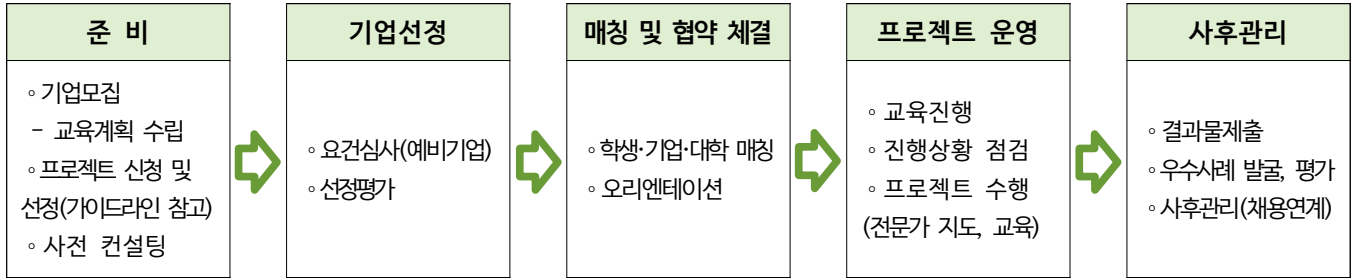 준 비
◦기업모집
- 교육계획 수립
◦프로젝트 신청 및
선정(가이드라인 참고)
◦사전 컨설팅
기업선정
◦요건심사(예비기업)
◦선정평가
매칭 및 협약 체결
◦학생·기업·대학 매칭
◦오리엔테이션
프로젝트 운영
◦교육진행
◦진행상황 점검
◦프로젝트 수행
(전문가 지도, 교육)
사후관리
◦결과물제출
◦우수사례 발굴, 평가
◦사후관리(채용연계)